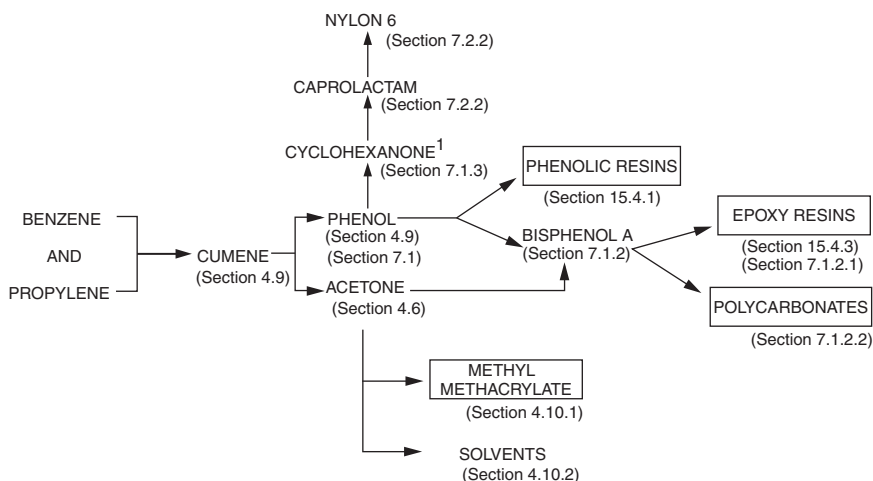 NYLON 6
(Section 7.2.2)
CAPROLACTAM
(Section 7.2.2)
CYCLOHEXANONE¹
(Section 7.1.3)
PHENOLIC RESINS
(Section 15.4.1)
BENZENE
AND
PROPYLENE
CUMENE
(Section 4.9)
PHENOL
(Section 4.9)
(Section 7.1)
ACETONE
(Section 4.6)
BISPHENOL A
(Section 7.1.2)
EPOXY RESINS
(Section 15.4.3)
(Section 7.1.2.1)
POLYCARBONATES
(Section 7.1.2.2)
METHYL
METHACRYLATE
(Section 4.10.1)
SOLVENTS
(Section 4.10.2)